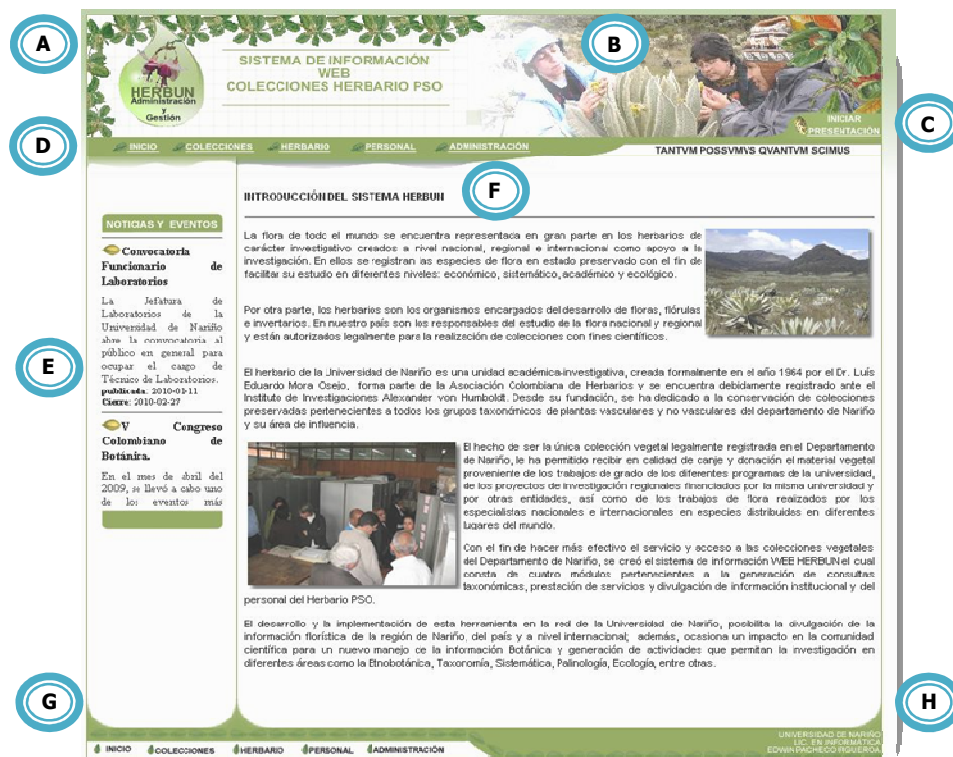 A
B
SISTEMA DE INFORMACIÓN
WEB
COLECCIONES HERBARIO PSO
HERBUN
Administración
y
Gestión
INICIAR
PRESENTACIÓN
C
D
INICIO COLECCIONES HERBARIO PERSONAL ADMINISTRACIÓN
TANTVM POSSVMVS QVANTVM SCIMUS
F
INTRODUCCIÓN DEL SISTEMA HERBUN
NOTICIAS Y EVENTOS
Convocatoria
Funcionario de
Laboratorios
La Jefatura de
Laboratorios de la
Universidad de Nariño
abre la convocatoria al
público en general para
ocupar el cargo de
Técnico de Laboratorios.
publicada: 2010-01-11
Cierre: 2010-02-27
V Congreso
Colombiano de
Botánica.
En el mes de abril del
2009, se llevó a cabo uno
de los eventos más
E
La flora de todo el mundo se encuentra representada en gran parte en los herbarios de
carácter investigativo creados a nivel nacional, regional e internacional como apoyo a la
investigación. En ellos se registran las especies de flora en estado preservado con el fin de
facilitar su estudio en diferentes niveles: económico, sistemático, académico y ecológico.
Por otra parte, los herbarios son los organismos encargados del desarrollo de floras, flórulas
e invertarios. En nuestro país son los responsables del estudio de la flora nacional y regional
y están autorizados legalmente para la realización de colecciones con fines científicos.
El herbario de la Universidad de Nariño es una unidad académica-investigativa, creada formalmente en el año 1964 por el Dr. Luís
Eduardo Mora Osejo, forma parte de la Asociación Colombiana de Herbarios y se encuentra debidamente registrado ante el
Instituto de Investigaciones Alexander von Humboldt. Desde su fundación, se ha dedicado a la conservación de colecciones
preservadas pertenecientes a todos los grupos taxonómicos de plantas vasculares y no vasculares del departamento de Nariño
y su área de influencia.
El hecho de ser la única colección vegetal legalmente registrada en el Departamento
de Nariño, le ha permitido recibir en calidad de canje y donación el material vegetal
proveniente de los trabajos de grado de los diferentes programas de la universidad,
de los proyectos de investigación regionales financiados por la misma universidad y
por otras entidades, así como de los trabajos de flora realizados por los
especialistas nacionales e internacionales en especies distribuidas en diferentes
lugares del mundo.
Con el fin de hacer más efectivo el servicio y acceso a las colecciones vegetales
del Departamento de Nariño, se creó el sistema de información WEB HERBUN el cual
consta de cuatro módulos pertenecientes a la generación de consultas
taxonómicas, prestación de servicios y divulgación de información institucional y del
personal del Herbario PSO.
El desarrollo y la implementación de esta herramienta en la red de la Universidad de Nariño, posibilita la divulgación de la
información florística de la región de Nariño, del país y a nivel internacional; además, ocasiona un impacto en la comunidad
científica para un nuevo manejo de la información Botánica y generación de actividades que permitan la investigación en
diferentes áreas como la Etnobotánica, Taxonomía, Sistemática, Palinología, Ecología, entre otras.
G
H
INICIO COLECCIONES HERBARIO PERSONAL ADMINISTRACIÓN
UNIVERSIDAD DE NARIÑO
LIC. EN INFORMÁTICA
EDWIN PACHECO FIGUEROA